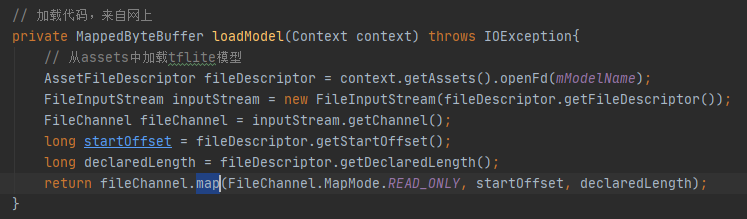 // 加载代码，来自网上
private MappedByteBuffer loadModel(Context context) throws IOException{
// 从assets中加载tflite模型
AssetFileDescriptor fileDescriptor = context.getAssets().openFd(mModelName);
FileInputStream inputStream = new FileInputStream(fileDescriptor.getFileDescriptor());
FileChannel fileChannel = inputStream.getChannel();
long startOffset = fileDescriptor.getStartOffset();
long declaredLength = fileDescriptor.getDeclaredLength();
return fileChannel.map(FileChannel.MapMode.READ_ONLY, startOffset, declaredLength);
}